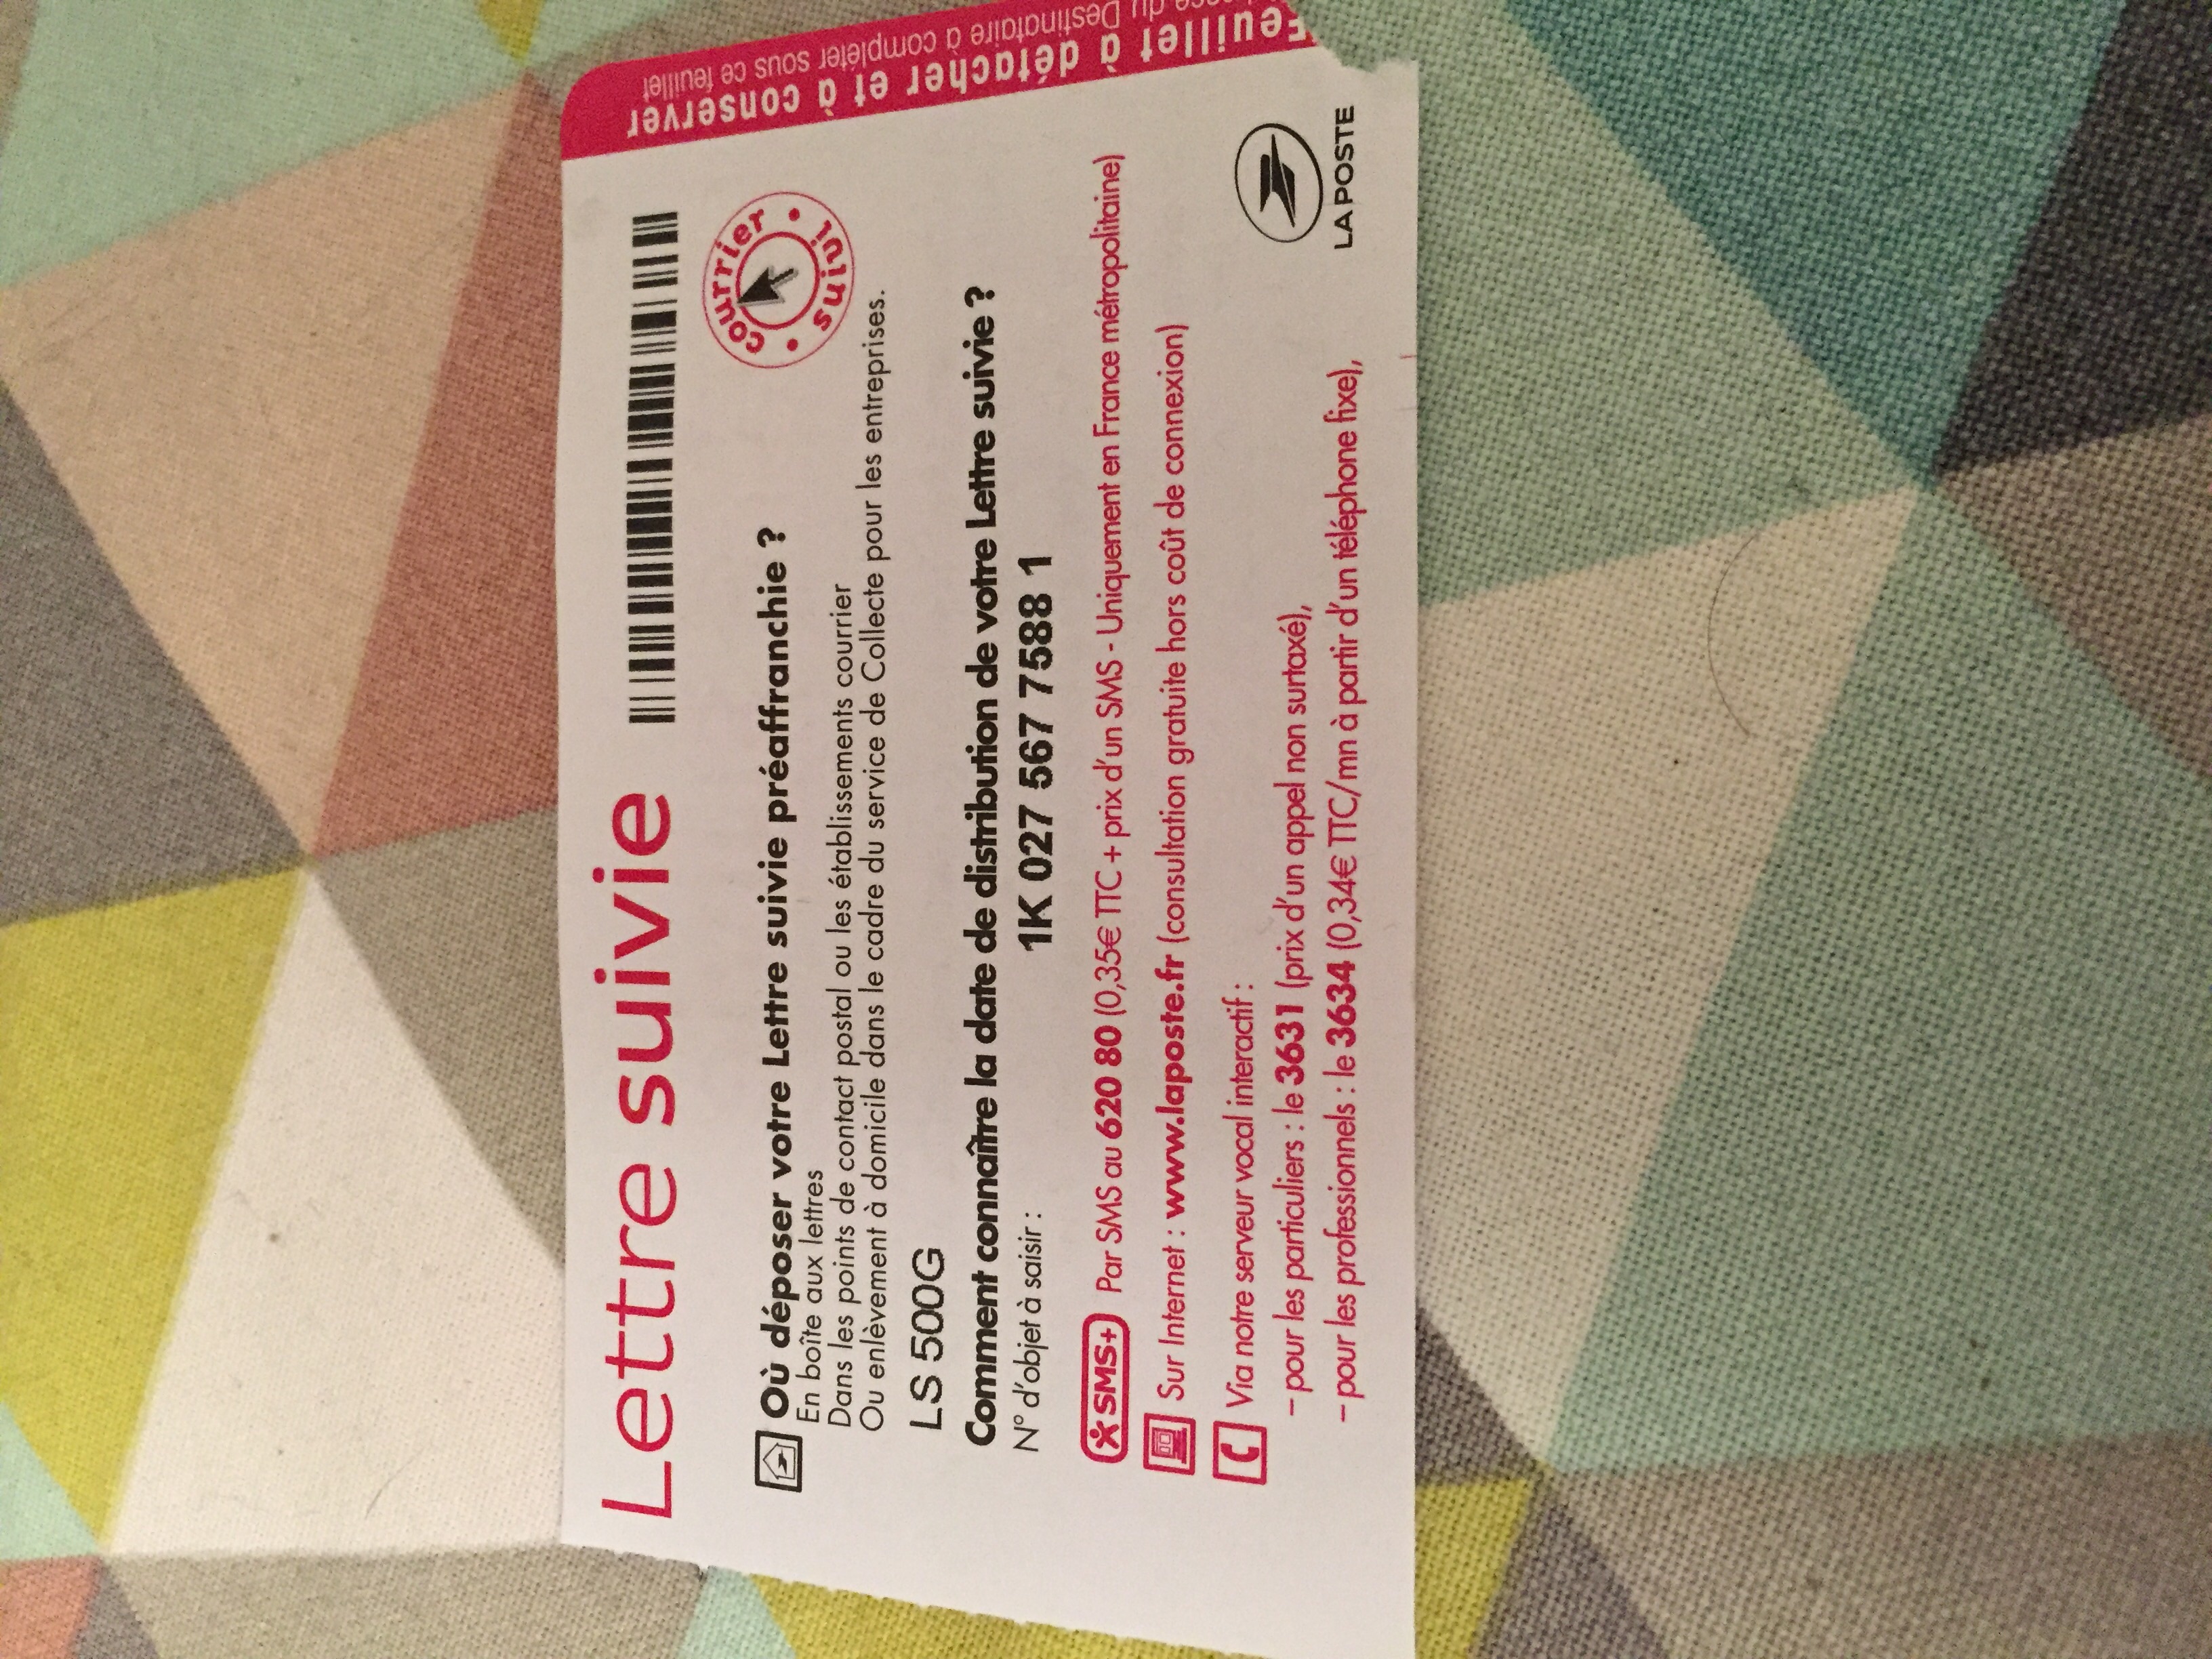 Lettre suivie
courrier • suivi •
Où déposer votre Lettre suivie préaffranchie ?
En boîte aux lettres
Dans les points de contact postal ou les établissements courrier
Ou enlèvement à domicile dans le cadre du service de Collecte pour les entreprises.
LS 500G
Comment connaître la date de distribution de votre Lettre suivie ?
N° d'objet à saisir : 1K 027 567 7588 1
SMS+ Par SMS au 620 80 (0,35€ TTC + prix d'un SMS - Uniquement en France métropolitaine)
Sur Internet : www.laposte.fr (consultation gratuite hors coût de connexion)
Via notre serveur vocal interactif :
– pour les particuliers : le 3631 (prix d'un appel non surtaxé),
– pour les professionnels : le 3634 (0,34€ TTC/mn à partir d'un téléphone fixe),
LA POSTE
Feuillet à détacher et à conserver
du Destinataire à compléter sous ce feuillet